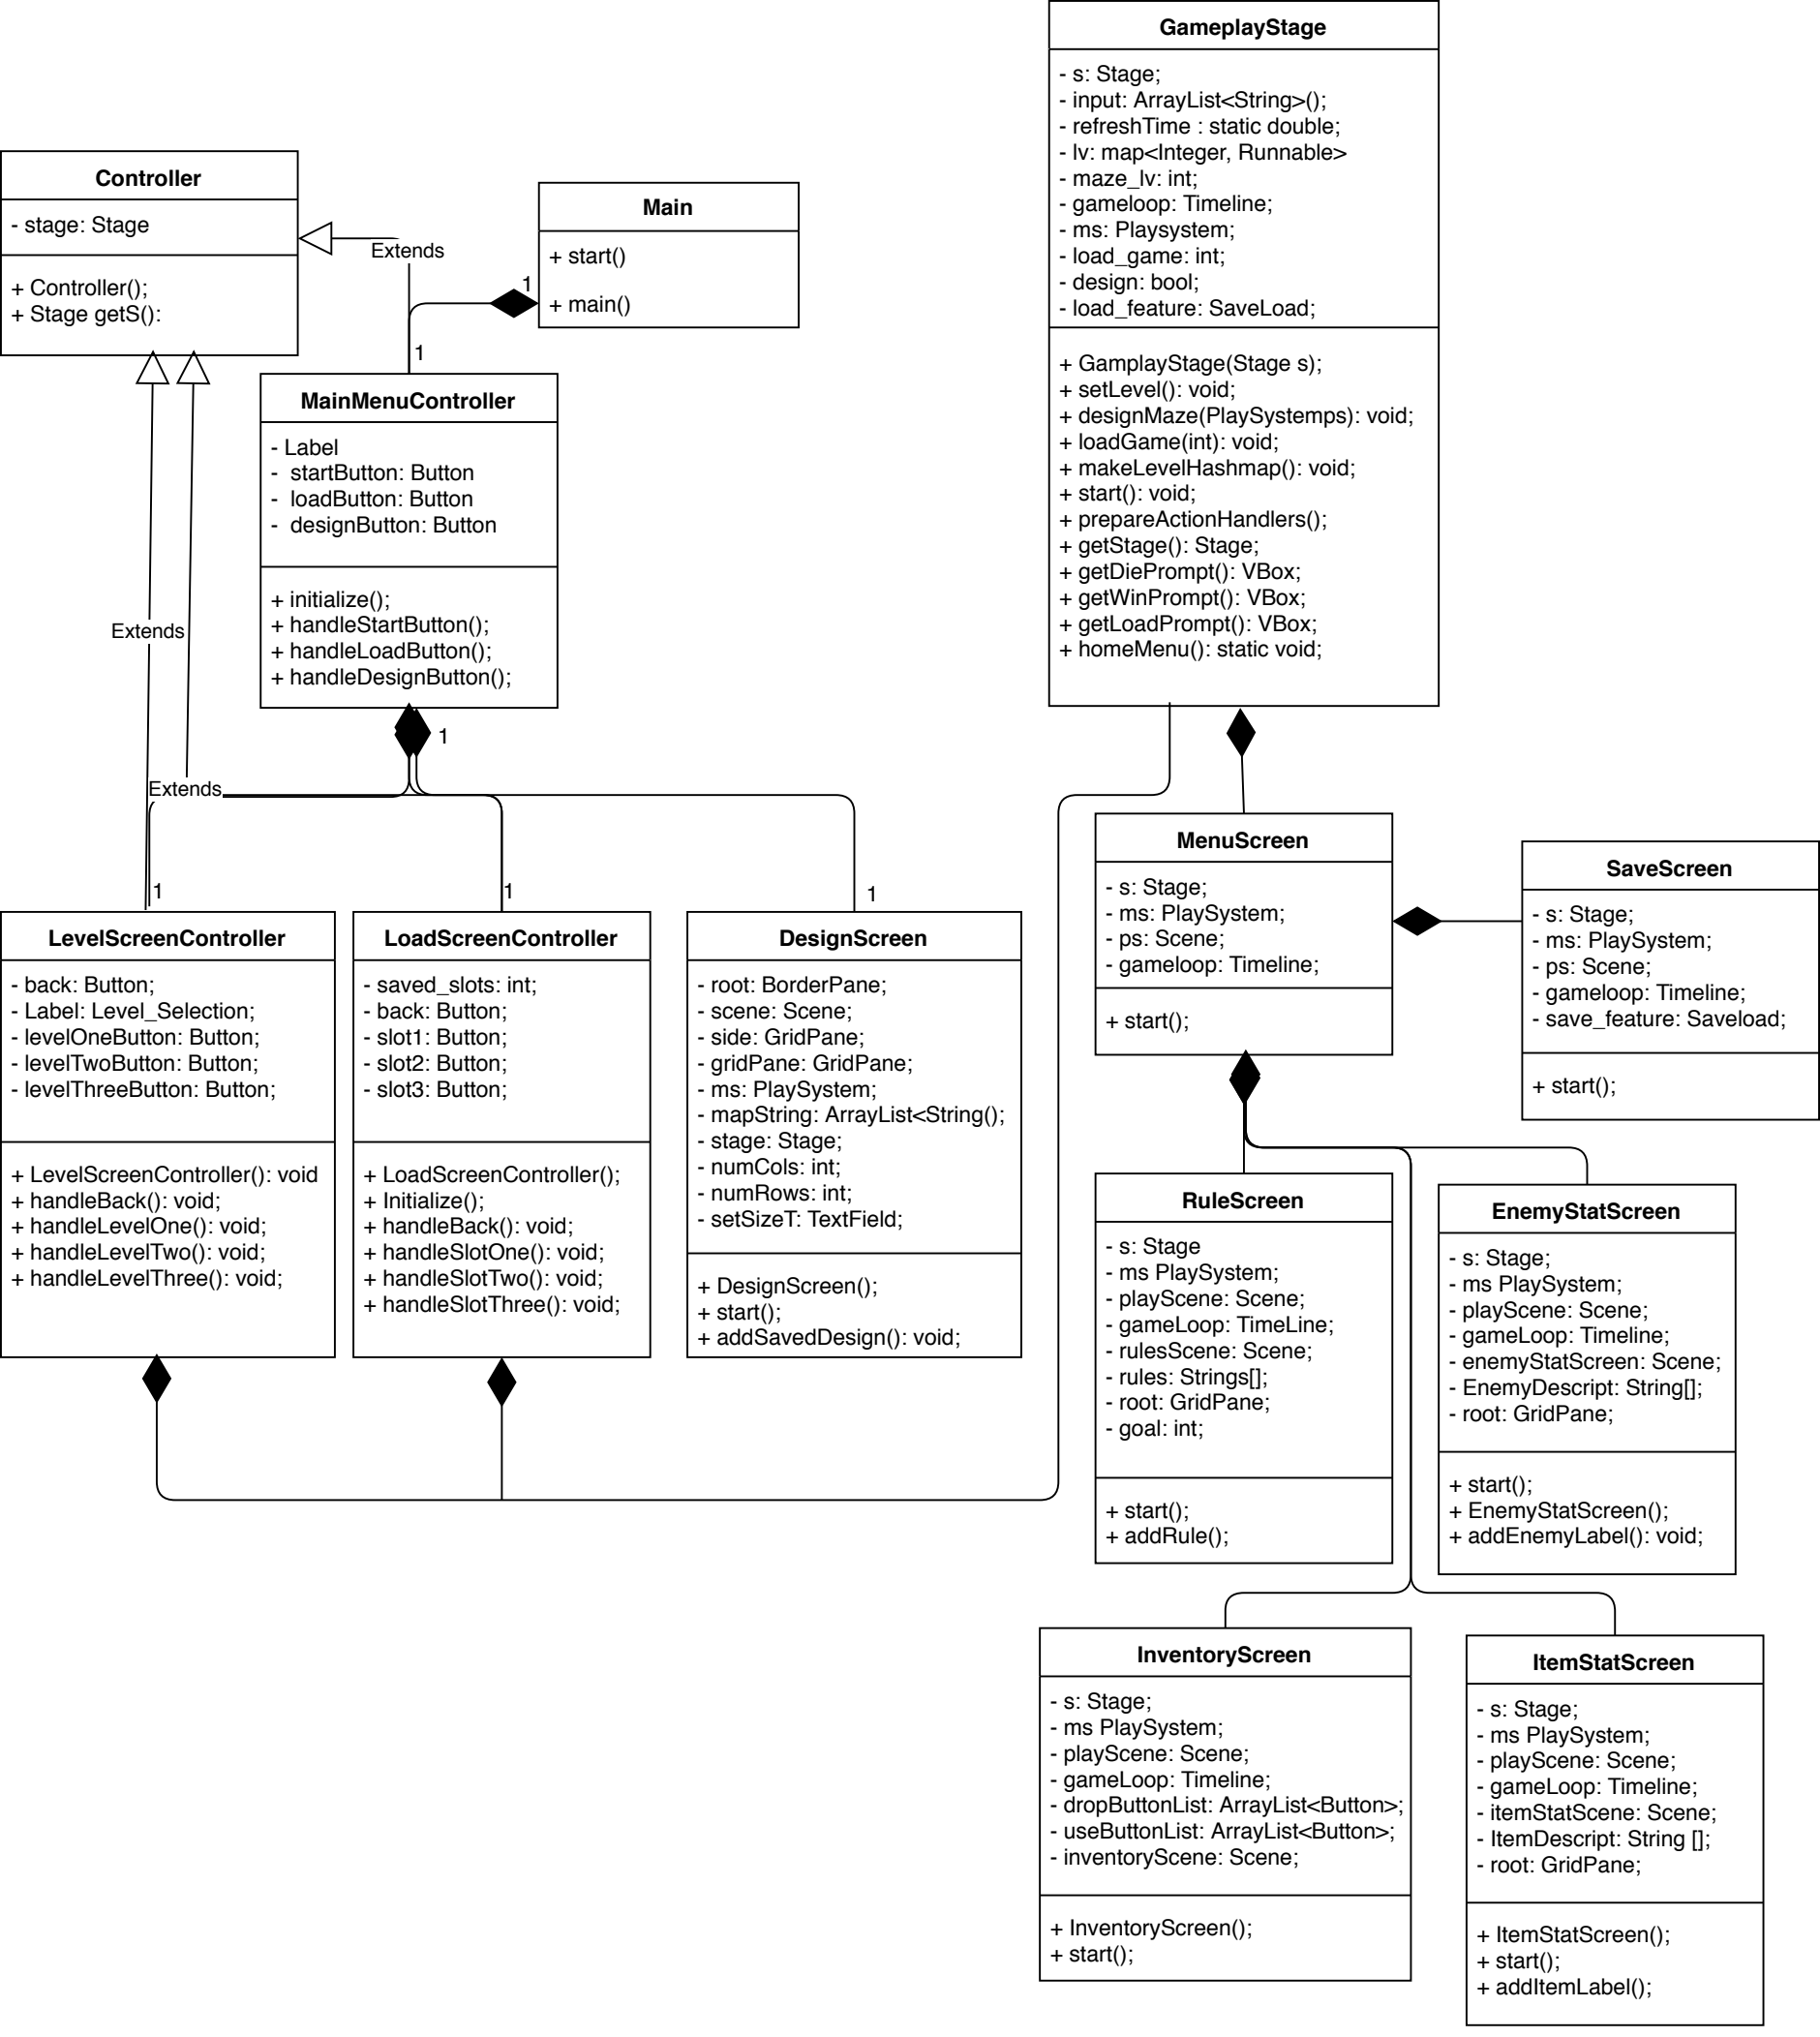 GameplayStage
- s: Stage;
- input: ArrayList<String>();
- refreshTime : static double;
- lv: map<Integer, Runnable>
- maze_lv: int;
- gameloop: Timeline;
- ms: Playsystem;
- load_game: int;
- design: bool;
- load_feature: SaveLoad;
+ GamplayStage(Stage s);
+ setLevel(): void;
+ designMaze(PlaySystemps): void;
+ loadGame(int): void;
+ makeLevelHashmap(): void;
+ start(): void;
+ prepareActionHandlers();
+ getStage(): Stage;
+ getDiePrompt(): VBox;
+ getWinPrompt(): VBox;
+ getLoadPrompt(): VBox;
+ homeMenu(): static void;
Controller
- stage: Stage
+ Controller();
+ Stage getS():
Extends
Main
+ start()
+ main()
1
1
MainMenuController
- Label
- startButton: Button
- loadButton: Button
- designButton: Button
+ initialize();
+ handleStartButton();
+ handleLoadButton();
+ handleDesignButton();
Extends
1
Extends
1
1
1
LevelScreenController
- back: Button;
- Label: Level_Selection;
- levelOneButton: Button;
- levelTwoButton: Button;
- levelThreeButton: Button;
+ LevelScreenController(): void
+ handleBack(): void;
+ handleLevelOne(): void;
+ handleLevelTwo(): void;
+ handleLevelThree(): void;
LoadScreenController
- saved_slots: int;
- back: Button;
- slot1: Button;
- slot2: Button;
- slot3: Button;
+ LoadScreenController();
+ Initialize();
+ handleBack(): void;
+ handleSlotOne(): void;
+ handleSlotTwo(): void;
+ handleSlotThree(): void;
DesignScreen
- root: BorderPane;
- scene: Scene;
- side: GridPane;
- gridPane: GridPane;
- ms: PlaySystem;
- mapString: ArrayList<String();
- stage: Stage;
- numCols: int;
- numRows: int;
- setSizeT: TextField;
+ DesignScreen();
+ start();
+ addSavedDesign(): void;
MenuScreen
- s: Stage;
- ms: PlaySystem;
- ps: Scene;
- gameloop: Timeline;
+ start();
SaveScreen
- s: Stage;
- ms: PlaySystem;
- ps: Scene;
- gameloop: Timeline;
- save_feature: Saveload;
+ start();
RuleScreen
- s: Stage
- ms PlaySystem;
- playScene: Scene;
- gameLoop: TimeLine;
- rulesScene: Scene;
- rules: Strings[];
- root: GridPane;
- goal: int;
+ start();
+ addRule();
EnemyStatScreen
- s: Stage;
- ms PlaySystem;
- playScene: Scene;
- gameLoop: Timeline;
- enemyStatScreen: Scene;
- EnemyDescript: String[];
- root: GridPane;
+ start();
+ EnemyStatScreen();
+ addEnemyLabel(): void;
InventoryScreen
- s: Stage;
- ms PlaySystem;
- playScene: Scene;
- gameLoop: Timeline;
- dropButtonList: ArrayList<Button>;
- useButtonList: ArrayList<Button>;
- inventoryScene: Scene;
+ InventoryScreen();
+ start();
ItemStatScreen
- s: Stage;
- ms PlaySystem;
- playScene: Scene;
- gameLoop: Timeline;
- itemStatScene: Scene;
- ItemDescript: String [];
- root: GridPane;
+ ItemStatScreen();
+ start();
+ addItemLabel();